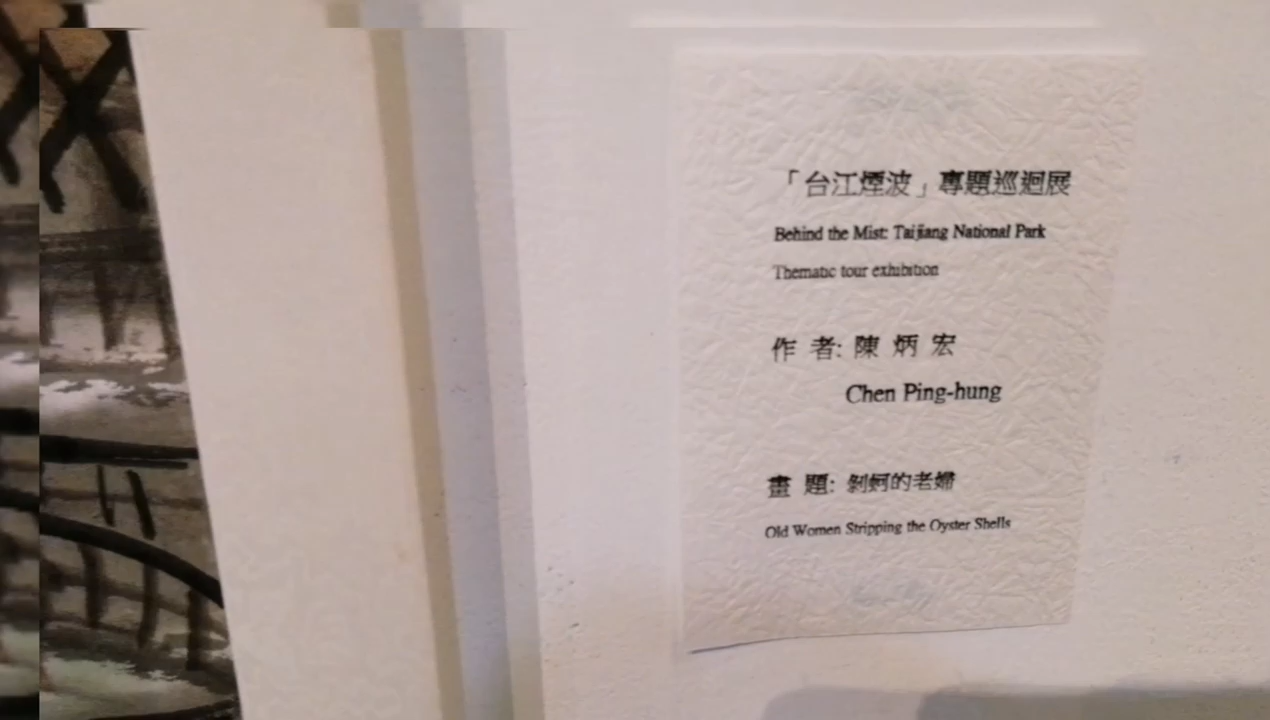 「台江煙波」專題巡迴展
Behind the Mist: Taijiang National Park
Thematic tour exhibition
作 者: 陳 炳 宏
Chen Ping-hung
畫 題: 剝蚵的老婦
Old Women Stripping the Oyster Shells